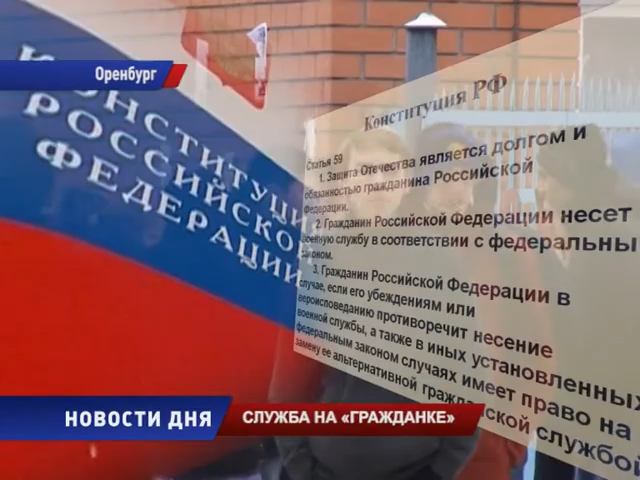 Оренбург
КОНСТИТУЦИ
РОССИЙСКОЙ
ФЕДЕРАЦИИ
Конституция РФ
Статья 59
1. Защита Отечества является долгом и
обязанностью гражданина Российской
Федерации.
2. Гражданин Российской Федерации несет
военную службу в соответствии с федеральны
законом.
3. Гражданин Российской Федерации в
случае, если его убеждениям или
вероисповеданию противоречит несение
военной службы, а также в иных установленных
федеральным законом случаях имеет право на
замену ее альтернативной гражданской службой
НОВОСТИ ДНЯ
СЛУЖБА НА «ГРАЖДАНКЕ»